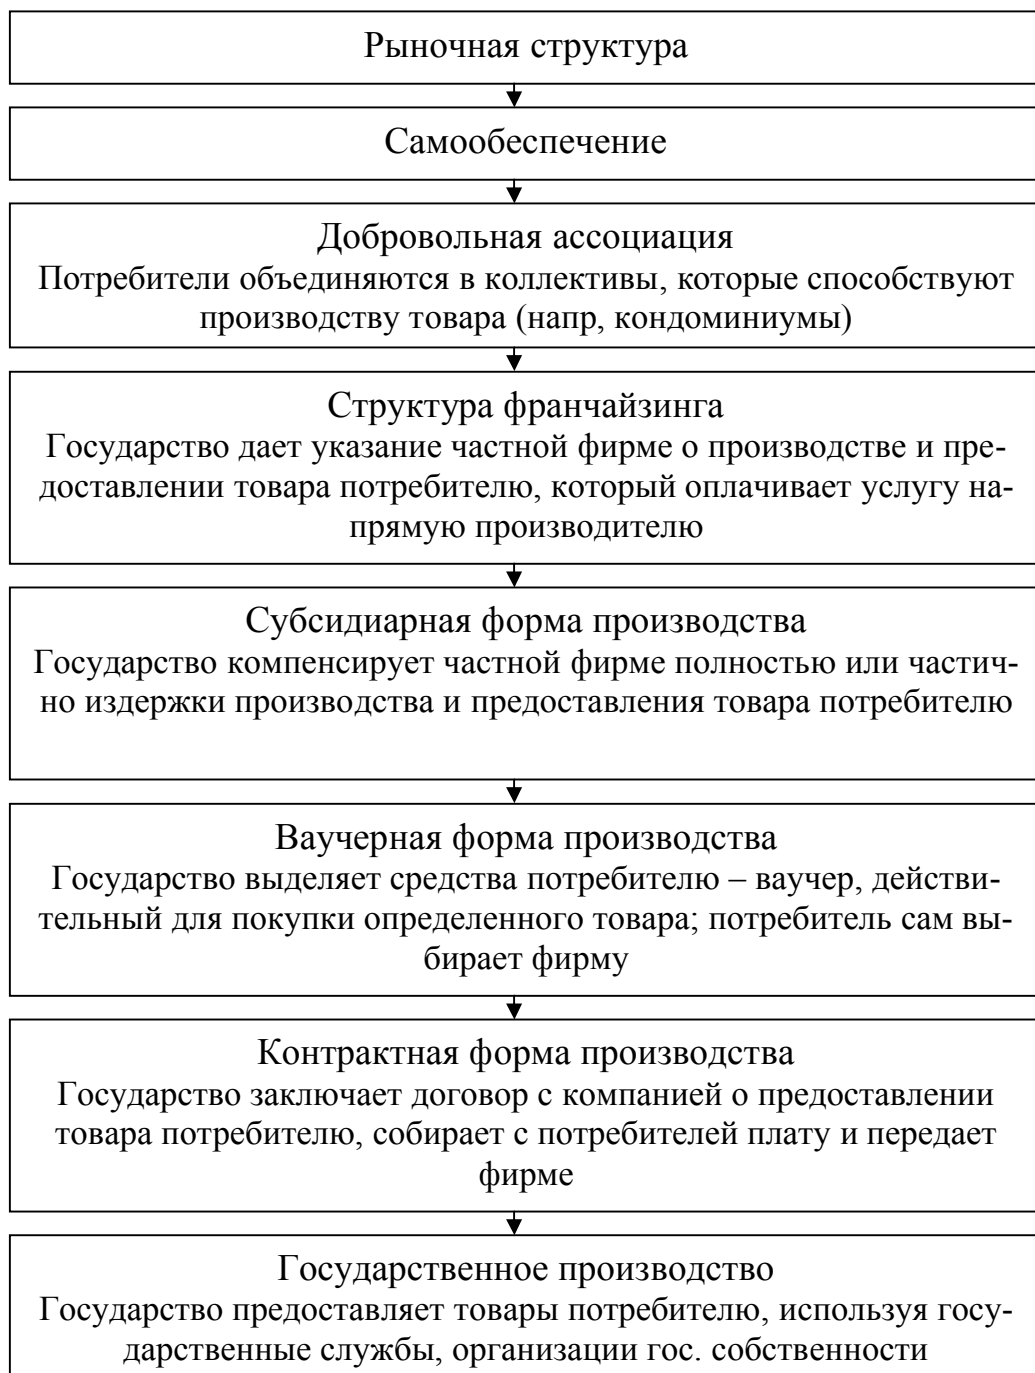 Рыночная структура
Самообеспечение
Добровольная ассоциация
Потребители объединяются в коллективы, которые способствуют
производству товара (напр, кондоминиумы)
Структура франчайзинга
Государство дает указание частной фирме о производстве и пре-
доставлении товара потребителю, который оплачивает услугу на-
прямую производителю
Субсидиарная форма производства
Государство компенсирует частной фирме полностью или частич-
но издержки производства и предоставления товара потребителю
Ваучерная форма производства
Государство выделяет средства потребителю – ваучер, действи-
тельный для покупки определенного товара; потребитель сам вы-
бирает фирму
Контрактная форма производства
Государство заключает договор с компанией о предоставлении
товара потребителю, собирает с потребителей плату и передает
фирме
Государственное производство
Государство предоставляет товары потребителю, используя госу-
дарственные службы, организации гос. собственности